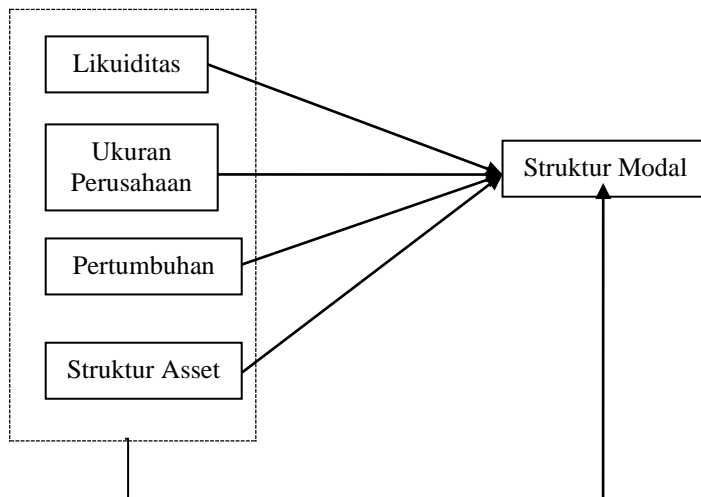 Likuiditas
Ukuran
Perusahaan
Struktur Modal
Pertumbuhan
Struktur Asset